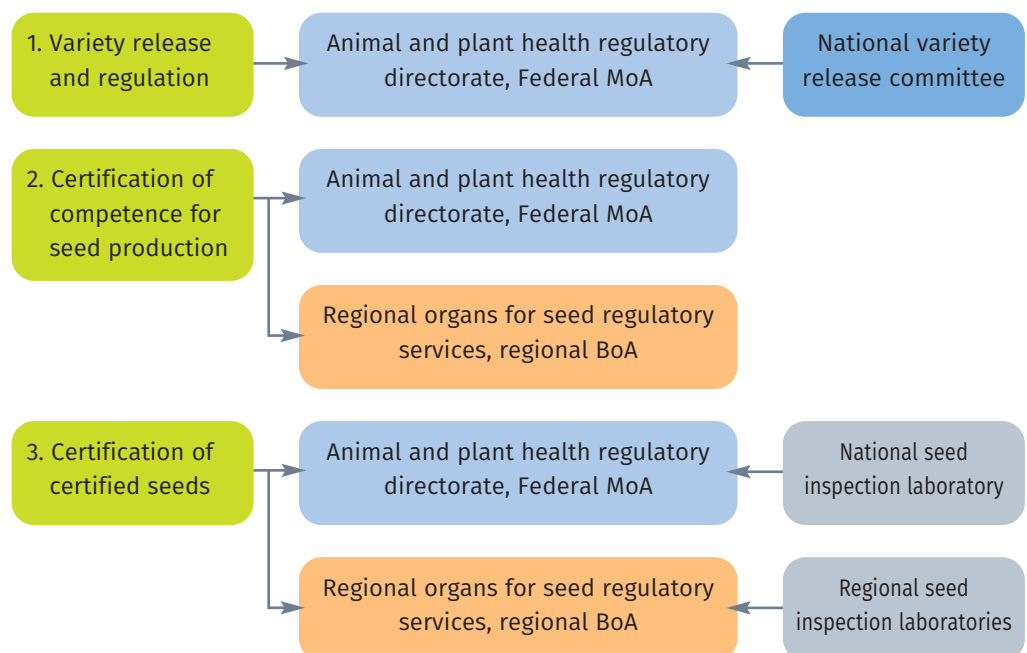 1. Variety release
and regulation
Animal and plant health regulatory
directorate, Federal MoA
National variety
release committee
2. Certification of
competence for
seed production
Animal and plant health regulatory
directorate, Federal MoA
Regional organs for seed regulatory
services, regional BoA
3. Certification of
certified seeds
Animal and plant health regulatory
directorate, Federal MoA
National seed
inspection laboratory
Regional organs for seed regulatory
services, regional BoA
Regional seed
inspection laboratories